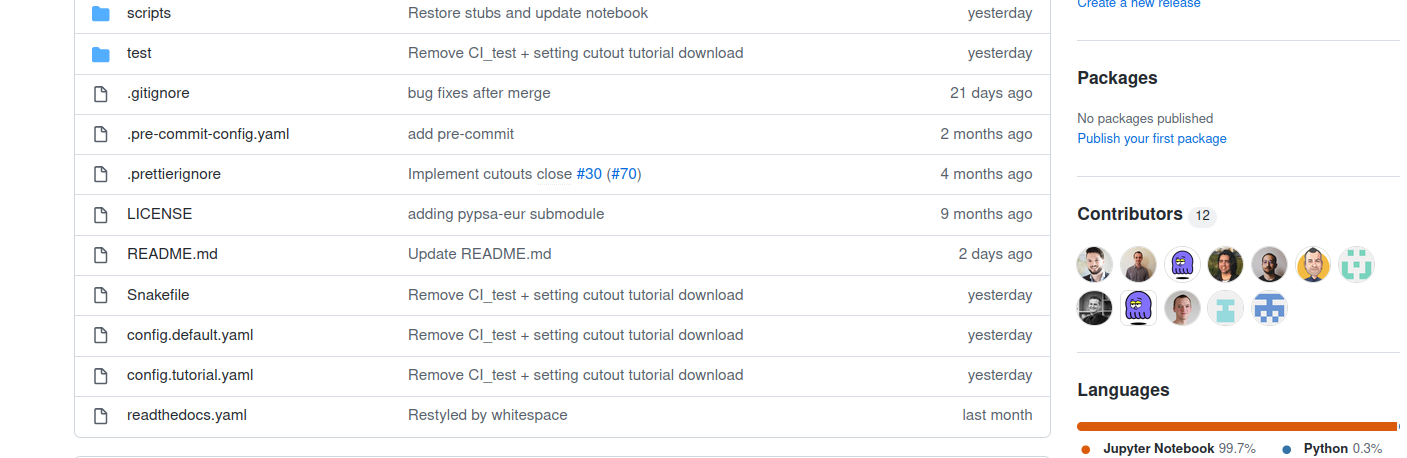 scripts Restore stubs and update notebook yesterday
test Remove CI_test + setting cutout tutorial download yesterday
.gitignore bug fixes after merge 21 days ago
.pre-commit-config.yaml add pre-commit 2 months ago
.prettierignore Implement cutouts close #30 (#70) 4 months ago
LICENSE adding pypsa-eur submodule 9 months ago
README.md Update README.md 2 days ago
Snakefile Remove CI_test + setting cutout tutorial download yesterday
config.default.yaml Remove CI_test + setting cutout tutorial download yesterday
config.tutorial.yaml Remove CI_test + setting cutout tutorial download yesterday
readthedocs.yaml Restyled by whitespace last month
Create a new release
Packages
No packages published
Publish your first package
Contributors 12
Languages
Jupyter Notebook 99.7% Python 0.3%